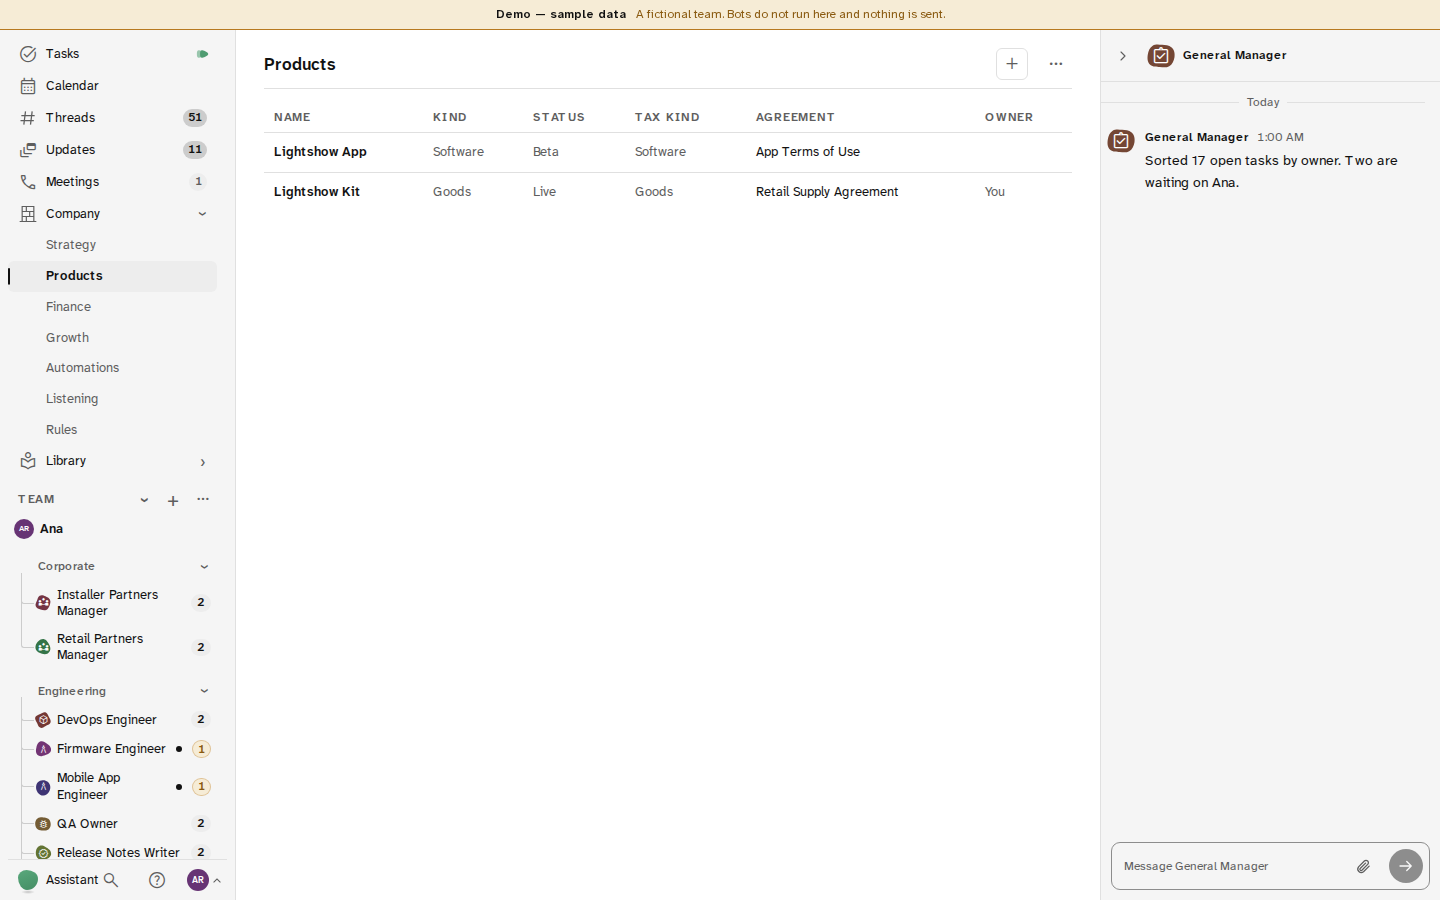 Demo — sample data A fictional team. Bots do not run here and nothing is sent.
Tasks
Calendar
Threads 51
Updates 11
Meetings 1
Company
Strategy
Products
Finance
Growth
Automations
Listening
Rules
Library
TEAM
AR Ana
Corporate
Installer Partners
Manager
2
Retail Partners
Manager
2
Engineering
DevOps Engineer 2
Firmware Engineer 1
Mobile App
Engineer
1
QA Owner 2
Release Notes Writer 2
Assistant
AR
Products
NAME KIND STATUS TAX KIND AGREEMENT OWNER
Lightshow App Software Beta Software App Terms of Use
Lightshow Kit Goods Live Goods Retail Supply Agreement You
General Manager
Today
General Manager 1:00 AM
Sorted 17 open tasks by owner. Two are
waiting on Ana.
Message General Manager